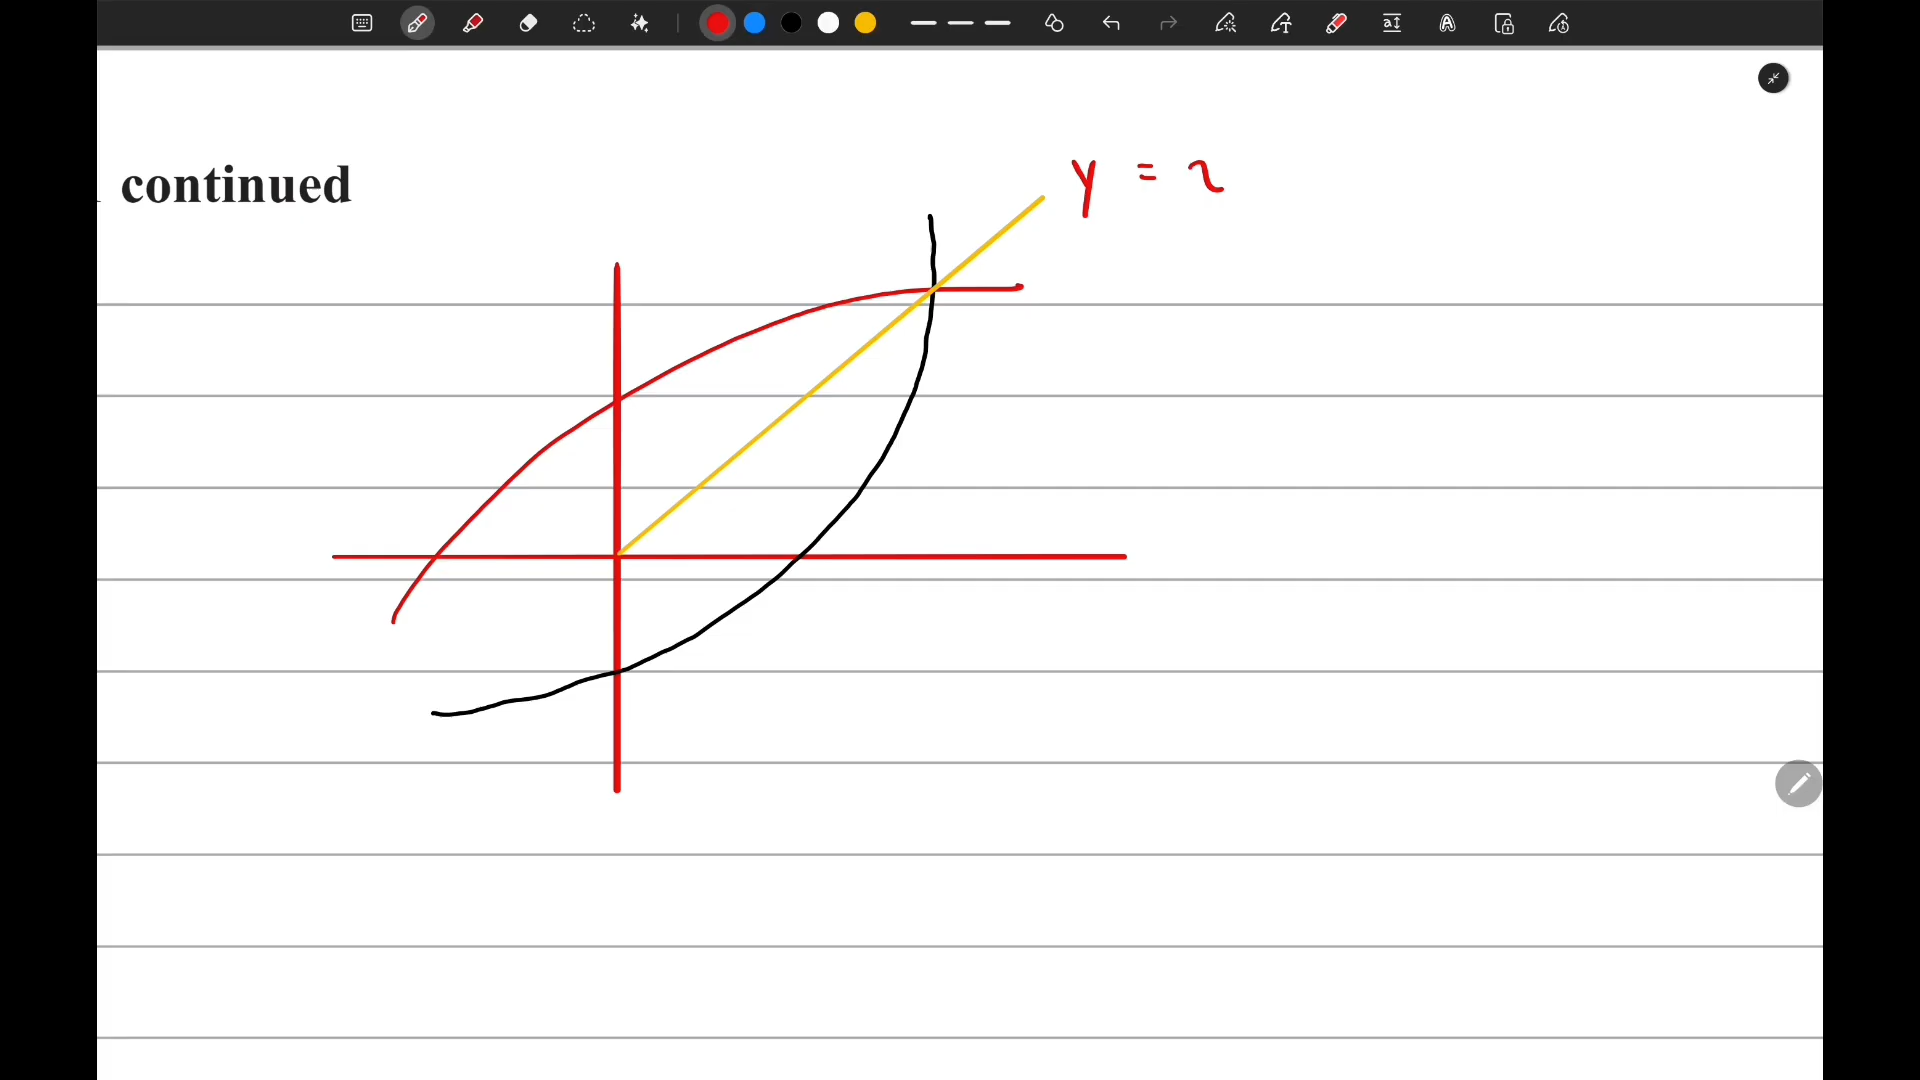 continued
y = x